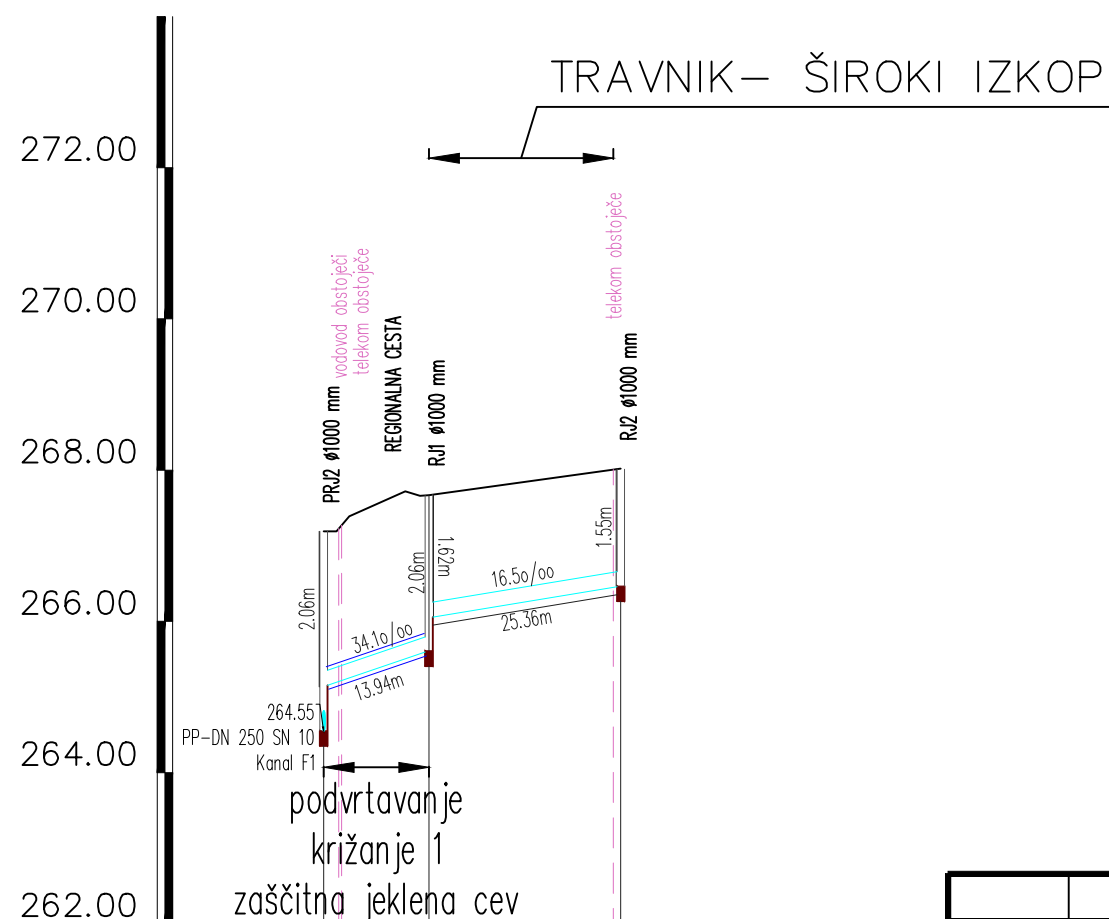 TRAVNIK– ŠIROKI IZKOP
272.00
270.00
268.00
266.00
264.00
262.00
vodovod obstoječi
telekom obstoječe
telekom obstoječe
PRJ2 ø1000 mm
REGIONALNA CESTA
RJ1 ø1000 mm
RJ2 ø1000 mm
2.06m
2.06m
1.62m
1.55m
34.1o/oo
13.94m
16.5o/oo
25.36m
264.55
PP–DN 250 SN 10
Kanal F1
podvrtavanje
križanje 1
zaščitna jeklena cev